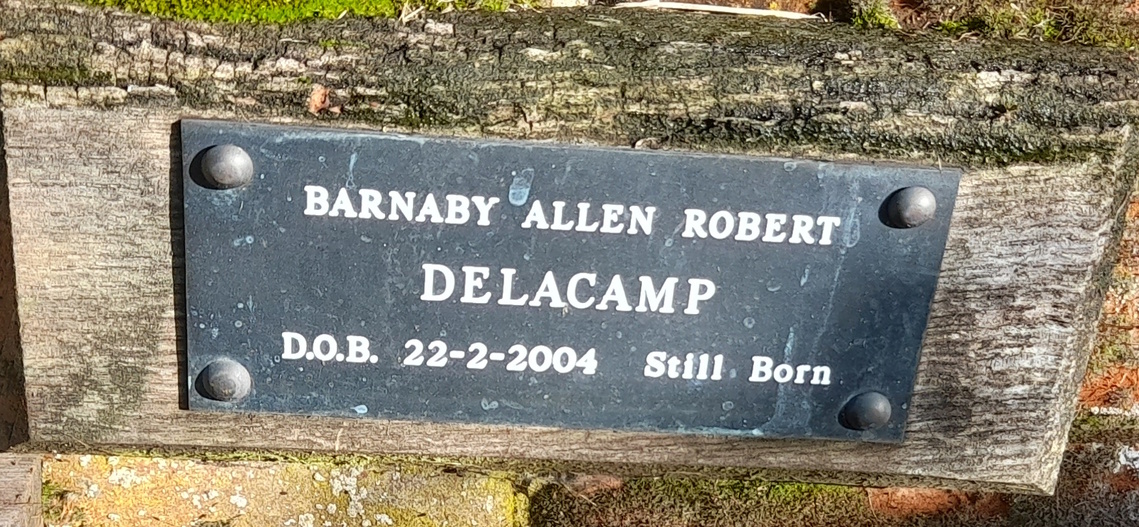 BARNABY ALLEN ROBERT
DELACAMP
D.O.B. 22-2-2004 Still Born